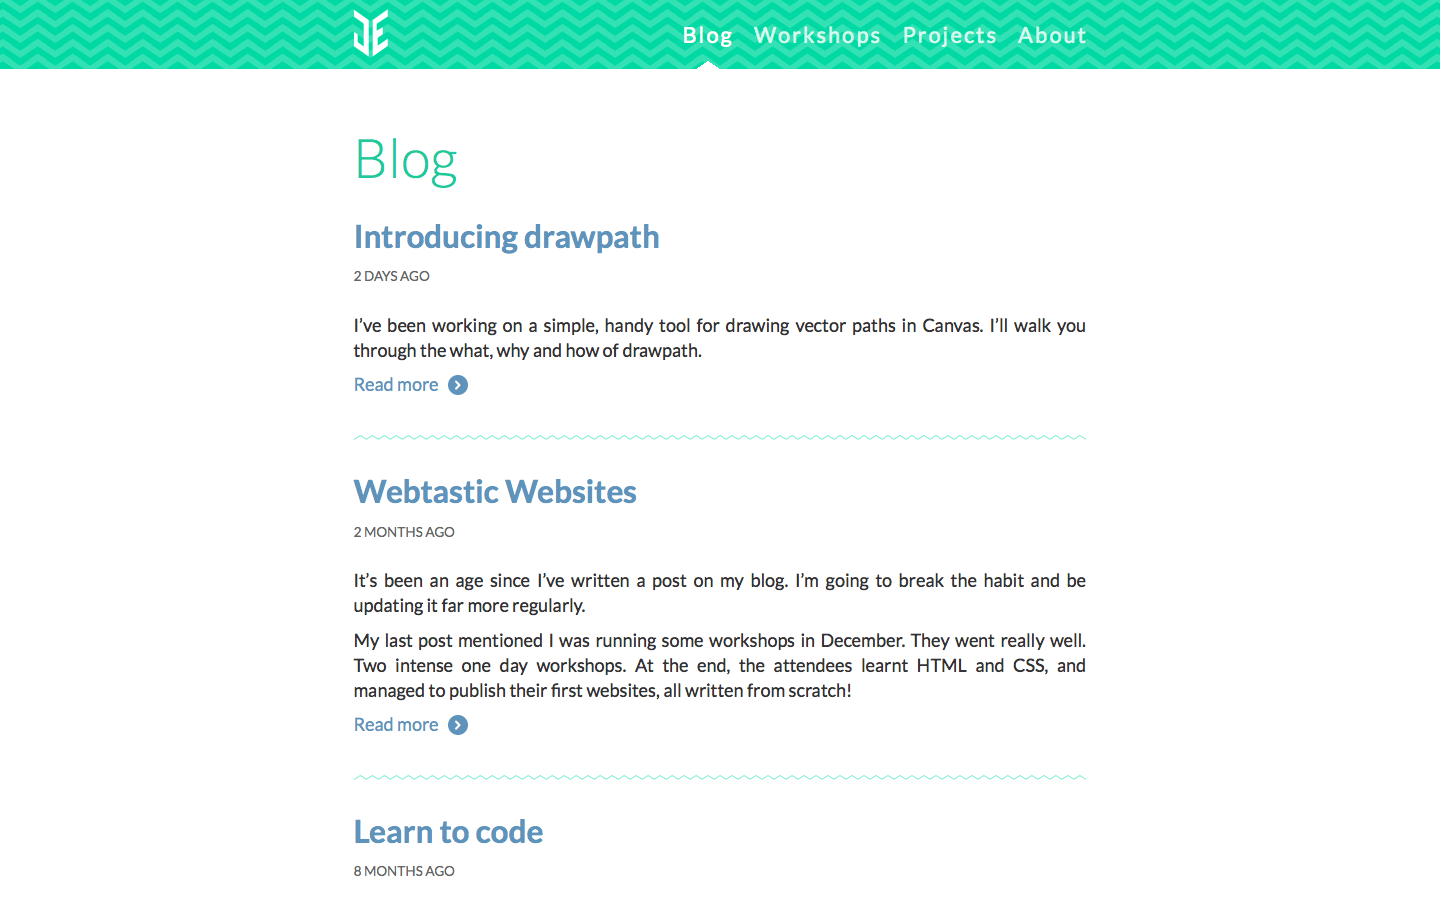 JE
Blog Workshops Projects About
Blog
Introducing drawpath
2 DAYS AGO
I’ve been working on a simple, handy tool for drawing vector paths in Canvas. I’ll walk you
through the what, why and how of drawpath.
Read more
Webtastic Websites
2 MONTHS AGO
It’s been an age since I’ve written a post on my blog. I’m going to break the habit and be
updating it far more regularly.
My last post mentioned I was running some workshops in December. They went really well.
Two intense one day workshops. At the end, the attendees learnt HTML and CSS, and
managed to publish their first websites, all written from scratch!
Read more
Learn to code
8 MONTHS AGO